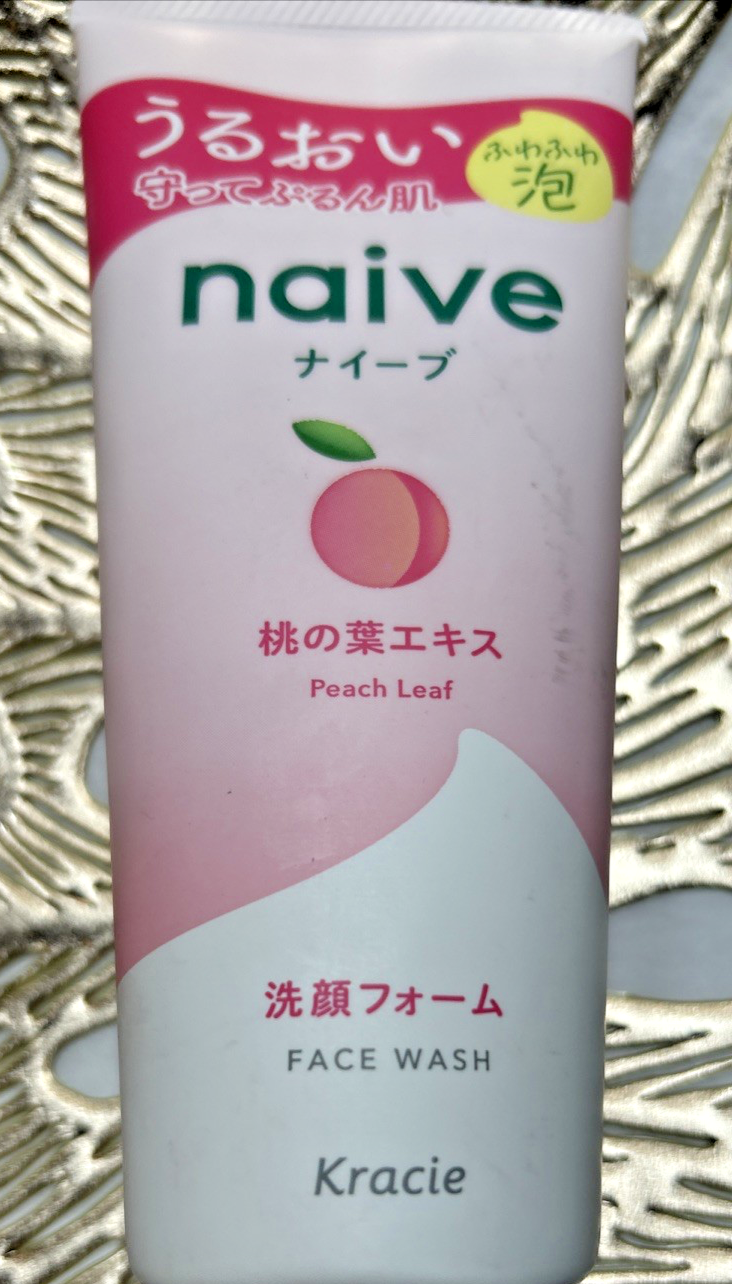 うるおい
守ってぷるん肌
ふわふわ
泡
naive
ナイーブ
桃の葉エキス
Peach Leaf
洗顔フォーム
FACE WASH
Kracie